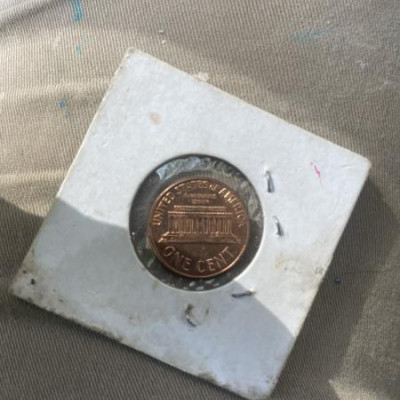 UNITED STATES OF AMERICA
ONE CENT